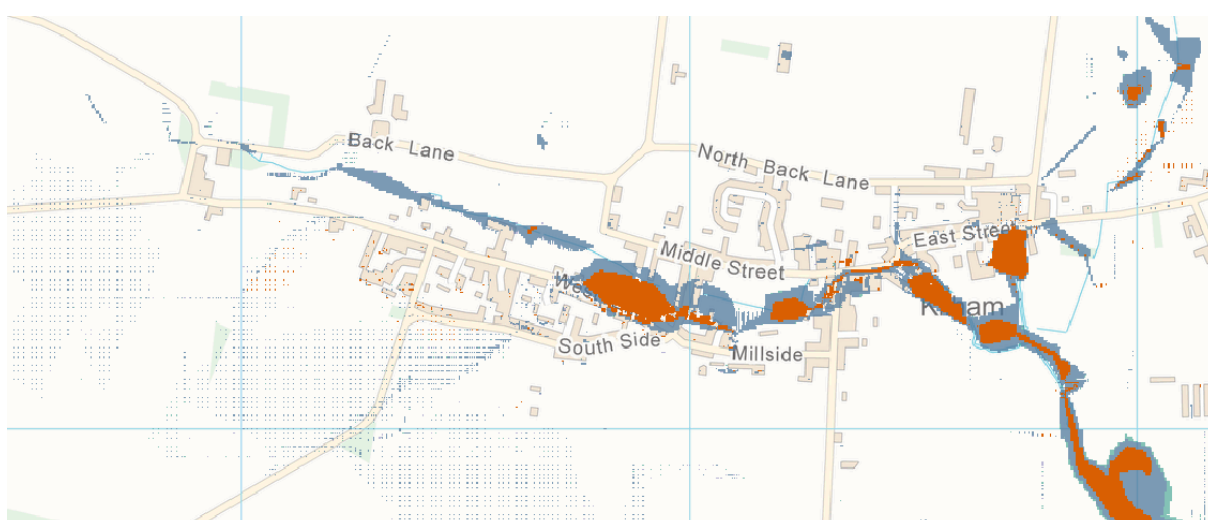 Back Lane
North Back Lane
East Street
Middle Street
South Side
Millside